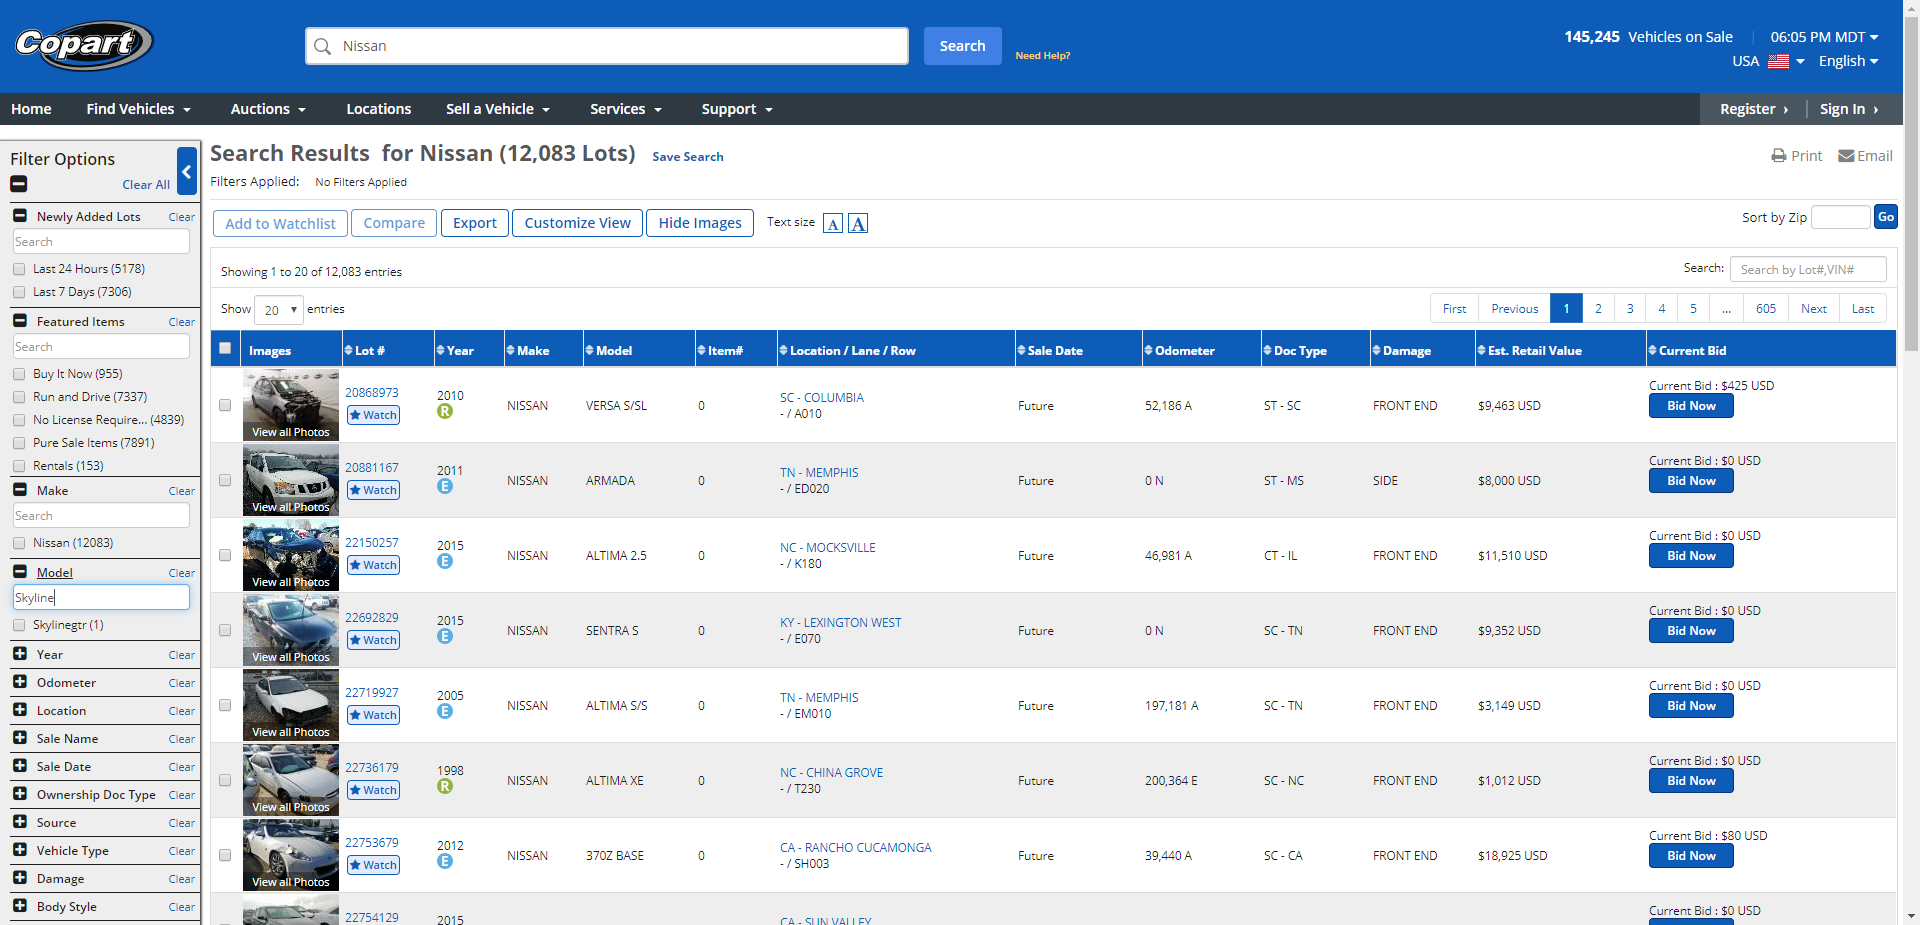 Copart
Nissan
Search
Need Help?
145,245 Vehicles on Sale
06:05 PM MDT
USA
English
Home
Find Vehicles
Auctions
Locations
Sell a Vehicle
Services
Support
Register ›
Sign In ›
Filter Options
Clear All
Newly Added Lots Clear
Search
Last 24 Hours (5178)
Last 7 Days (7306)
Featured Items Clear
Search
Buy It Now (955)
Run and Drive (7337)
No License Require... (4839)
Pure Sale Items (7891)
Rentals (153)
Make Clear
Search
Nissan (12083)
Model Clear
Skyline
Skylinegtr (1)
Year Clear
Odometer Clear
Location Clear
Sale Name Clear
Sale Date Clear
Ownership Doc Type Clear
Source Clear
Vehicle Type Clear
Damage Clear
Body Style Clear
Search Results for Nissan (12,083 Lots) Save Search
Print Email
Filters Applied: No Filters Applied
Add to Watchlist Compare Export Customize View Hide Images Text size A A
Sort by Zip Go
Showing 1 to 20 of 12,083 entries
Search: Search by Lot#,VIN#
Show 20 entries
First Previous 1 2 3 4 5 ... 605 Next Last
Images Lot # Year Make Model Item# Location / Lane / Row Sale Date Odometer Doc Type Damage Est. Retail Value Current Bid
View all Photos
20868973
Watch
2010
R
NISSAN VERSA S/SL 0
SC - COLUMBIA
- / A010
Future 52,186 A ST - SC FRONT END $9,463 USD
Current Bid : $425 USD
Bid Now
View all Photos
20881167
Watch
2011
E
NISSAN ARMADA 0
TN - MEMPHIS
- / ED020
Future 0 N ST - MS SIDE $8,000 USD
Current Bid : $0 USD
Bid Now
View all Photos
22150257
Watch
2015
E
NISSAN ALTIMA 2.5 0
NC - MOCKSVILLE
- / K180
Future 46,981 A CT - IL FRONT END $11,510 USD
Current Bid : $0 USD
Bid Now
View all Photos
22692829
Watch
2015
E
NISSAN SENTRA S 0
KY - LEXINGTON WEST
- / E070
Future 0 N SC - TN FRONT END $9,352 USD
Current Bid : $0 USD
Bid Now
View all Photos
22719927
Watch
2005
E
NISSAN ALTIMA S/S 0
TN - MEMPHIS
- / EM010
Future 197,181 A SC - TN FRONT END $3,149 USD
Current Bid : $0 USD
Bid Now
View all Photos
22736179
Watch
1998
R
NISSAN ALTIMA XE 0
NC - CHINA GROVE
- / T230
Future 200,364 E SC - NC FRONT END $1,012 USD
Current Bid : $0 USD
Bid Now
View all Photos
22753679
Watch
2012
E
NISSAN 370Z BASE 0
CA - RANCHO CUCAMONGA
- / SH003
Future 39,440 A SC - CA FRONT END $18,925 USD
Current Bid : $80 USD
Bid Now
22754129
2015
CA - SUN VALLEY
Current Bid : $0 USD